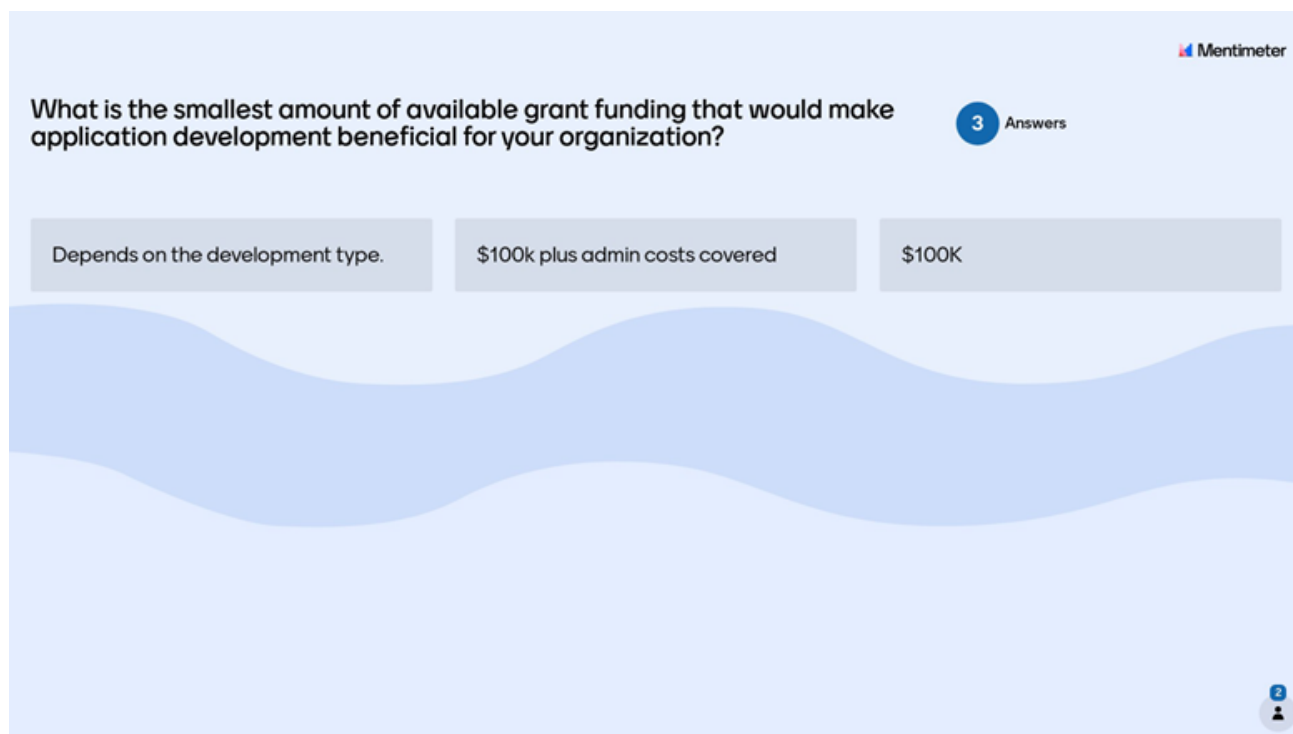 Mentimeter
What is the smallest amount of available grant funding that would make
application development beneficial for your organization?
3 Answers
Depends on the development type.
$100k plus admin costs covered
$100K
2